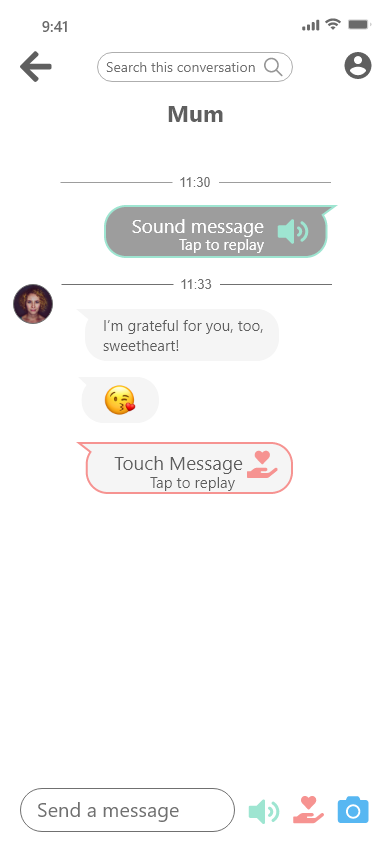 9:41
Search this conversation
Mum
11:30
Sound message
Tap to replay
11:33
I'm grateful for you, too,
sweetheart!
Touch Message
Tap to replay
Send a message